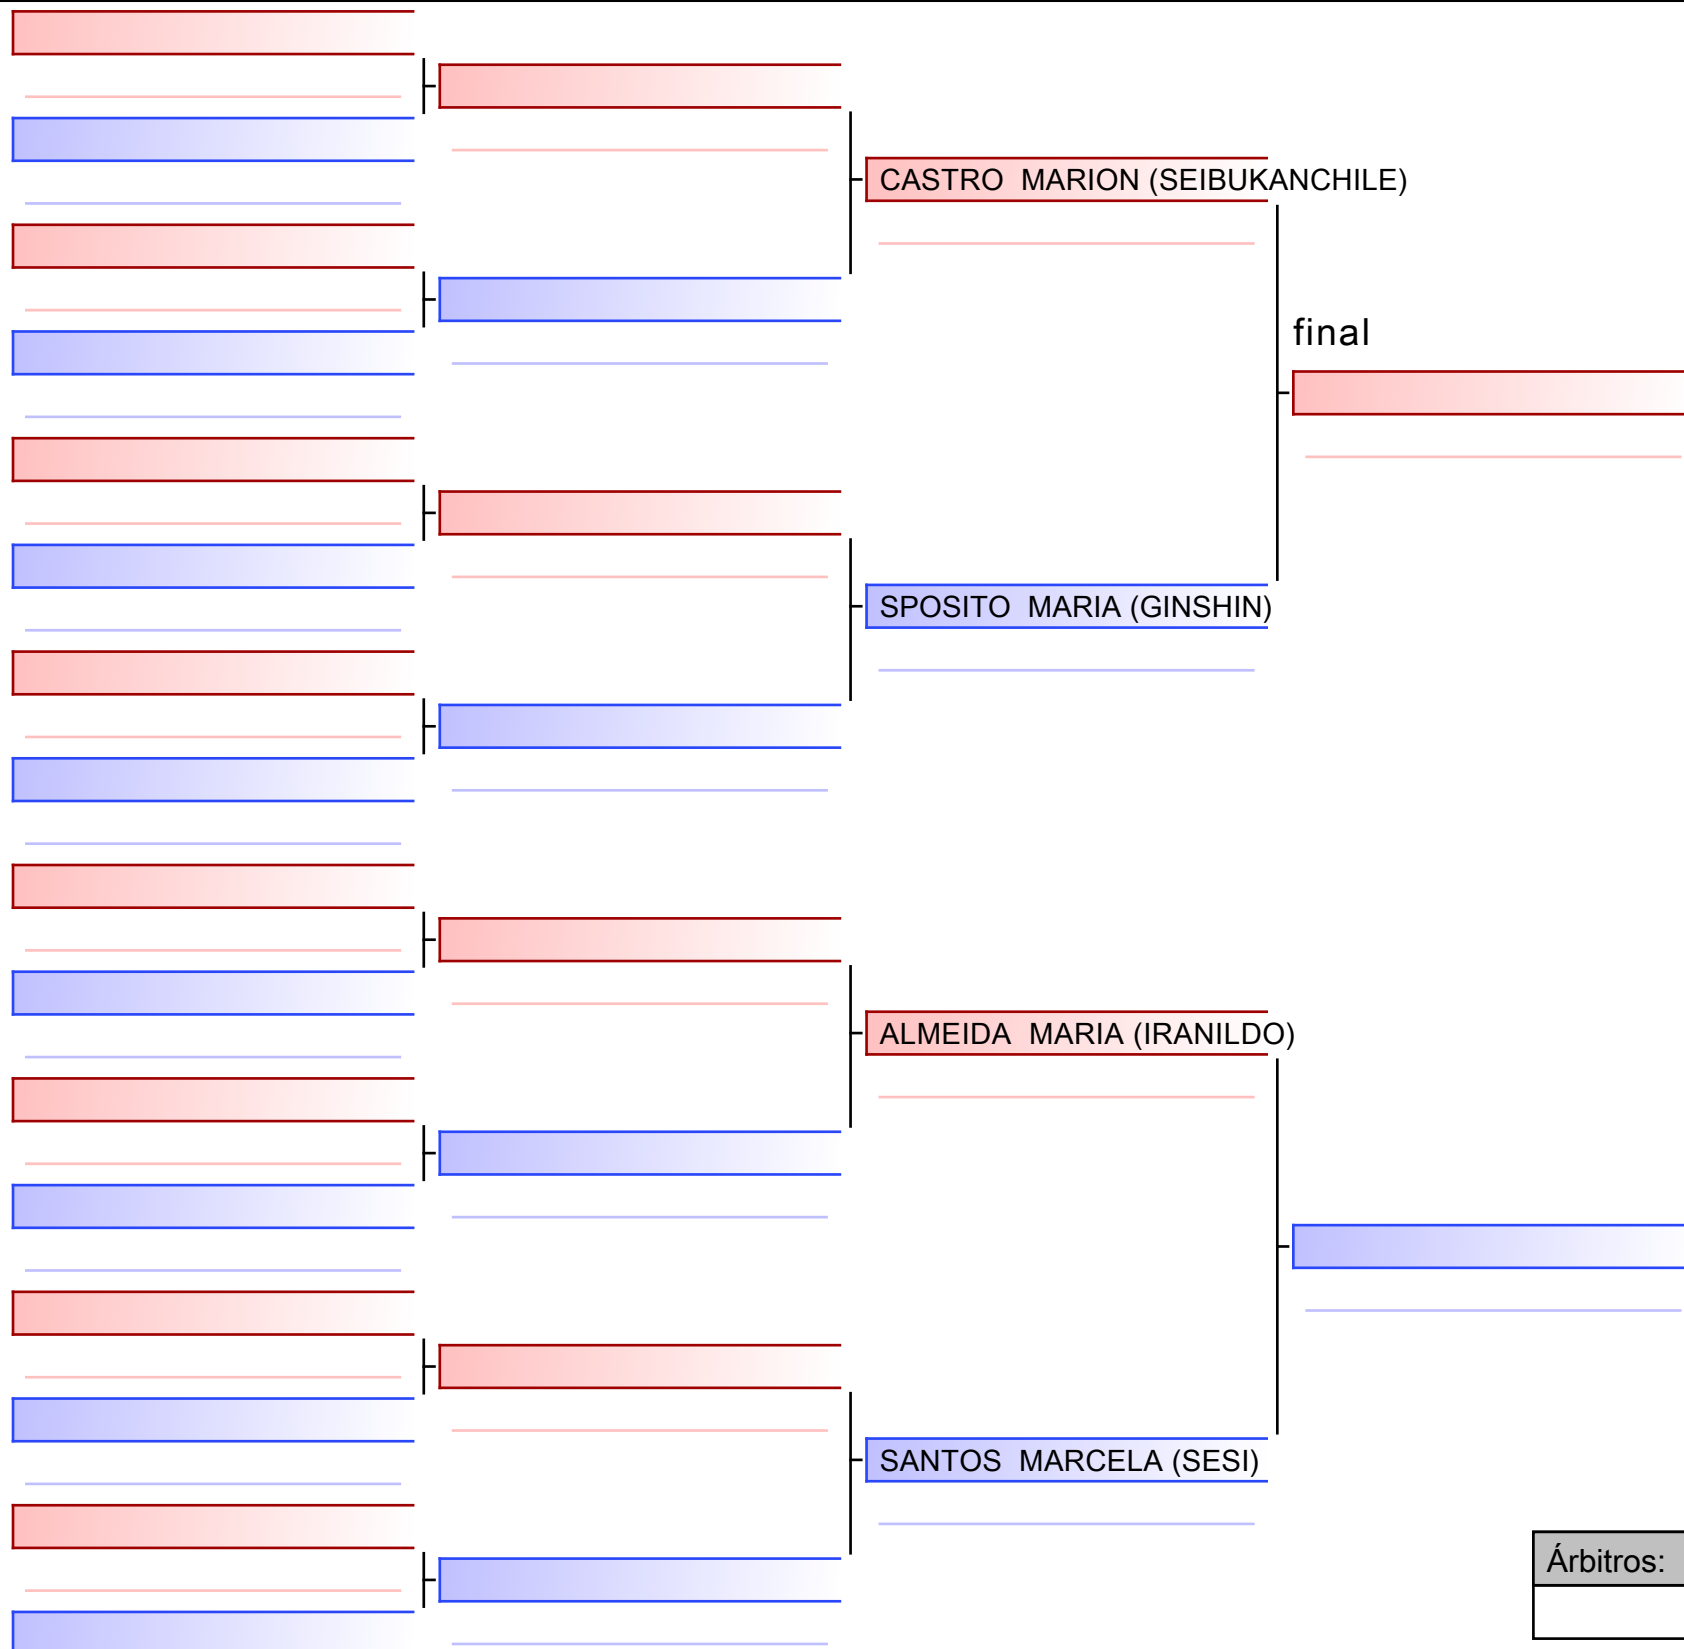 CASTRO  MARION (SEIBUKANCHILE)
final
SPOSITO  MARIA (GINSHIN)
ALMEIDA  MARIA (IRANILDO)
SANTOS  MARCELA (SESI)
Árbitros: